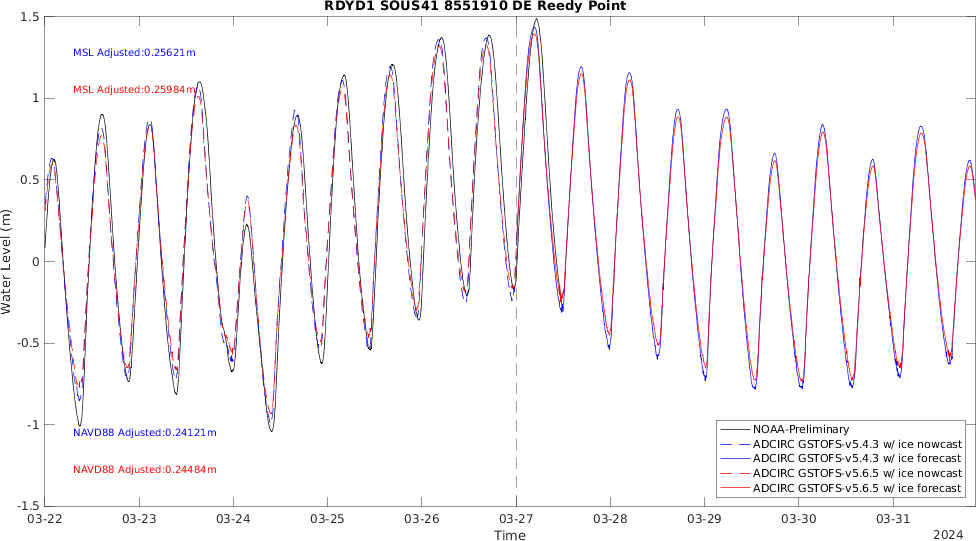 RDYD1 SOUS41 8551910 DE Reedy Point
1.5
1
0.5
0
-0.5
-1
-1.5
Water Level (m)
MSL Adjusted:0.25621m
MSL Adjusted:0.25984m
NAVD88 Adjusted:0.24121m
NAVD88 Adjusted:0.24484m
NOAA-Preliminary
ADCIRC GSTOFS-v5.4.3 w/ ice nowcast
ADCIRC GSTOFS-v5.4.3 w/ ice forecast
ADCIRC GSTOFS-v5.6.5 w/ ice nowcast
ADCIRC GSTOFS-v5.6.5 w/ ice forecast
03-22 03-23 03-24 03-25 03-26 03-27 03-28 03-29 03-30 03-31
Time
2024